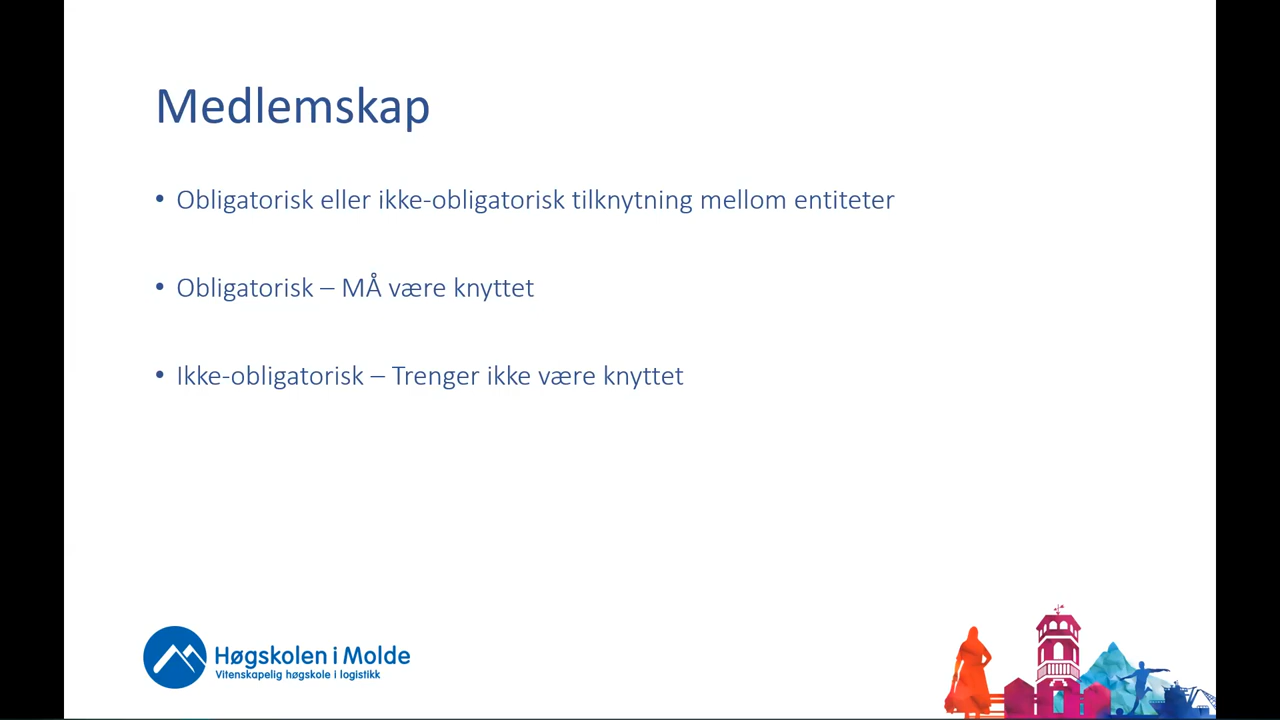 Medlemskap
• Obligatorisk eller ikke-obligatorisk tilknytning mellom entiteter
• Obligatorisk – MÅ være knyttet
• Ikke-obligatorisk – Trenger ikke være knyttet
Høgskolen i Molde
Vitenskapelig høgskole i logistikk